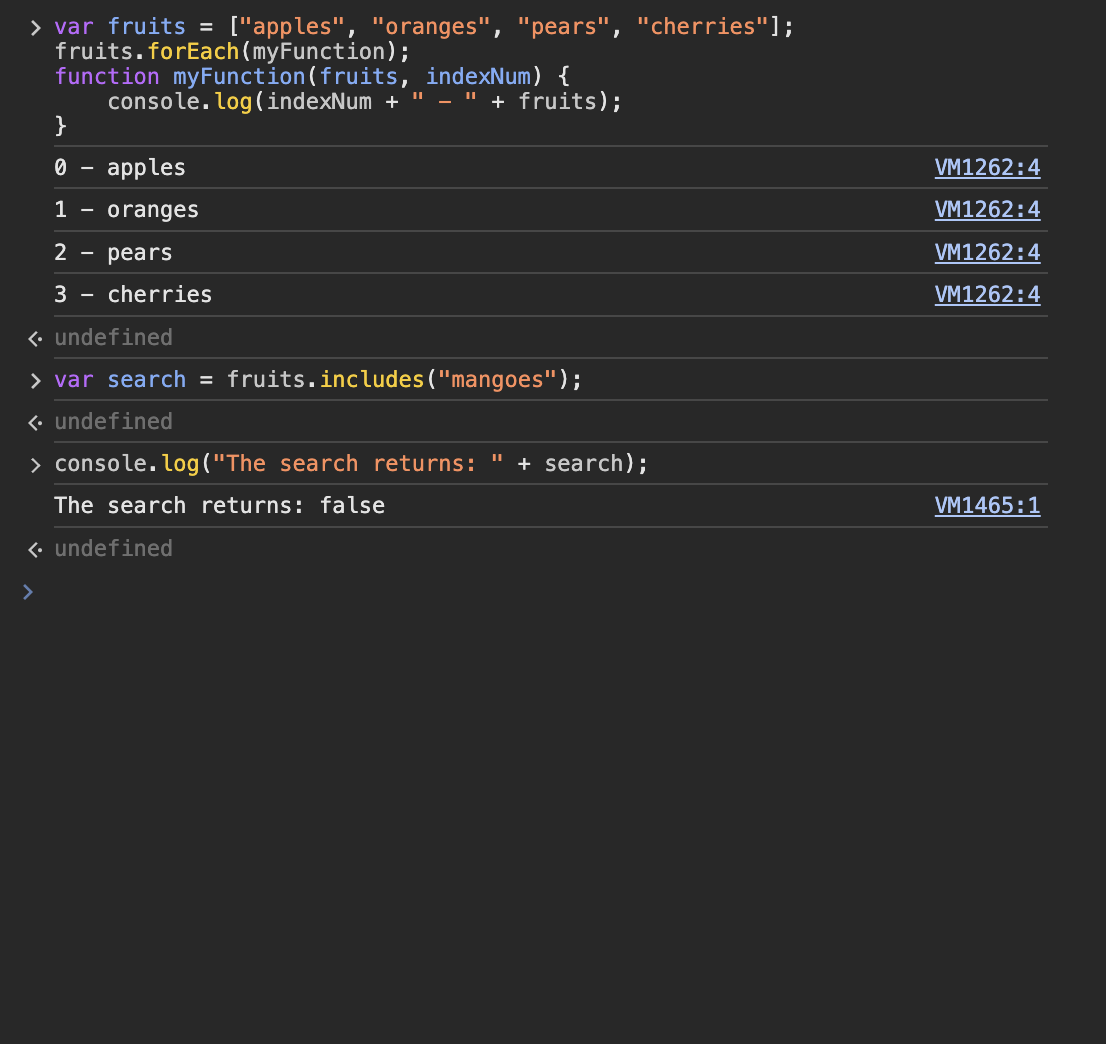 var fruits = ["apples", "oranges", "pears", "cherries"];
fruits.forEach(myFunction);
function myFunction(fruits, indexNum) {
    console.log(indexNum + " – " + fruits);
}
0 – apples VM1262:4
1 – oranges VM1262:4
2 – pears VM1262:4
3 – cherries VM1262:4
undefined
var search = fruits.includes("mangoes");
undefined
console.log("The search returns: " + search);
The search returns: false VM1465:1
undefined